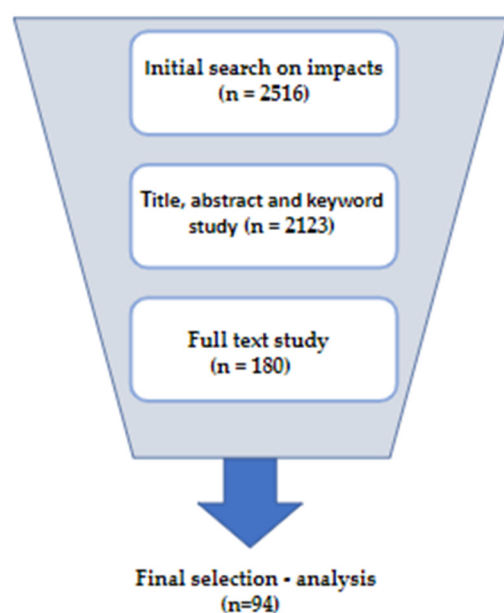 Initial search on impacts
(n = 2516)
Title, abstract and keyword
study (n = 2123)
Full text study
(n = 180)
Final selection - analysis
(n=94)